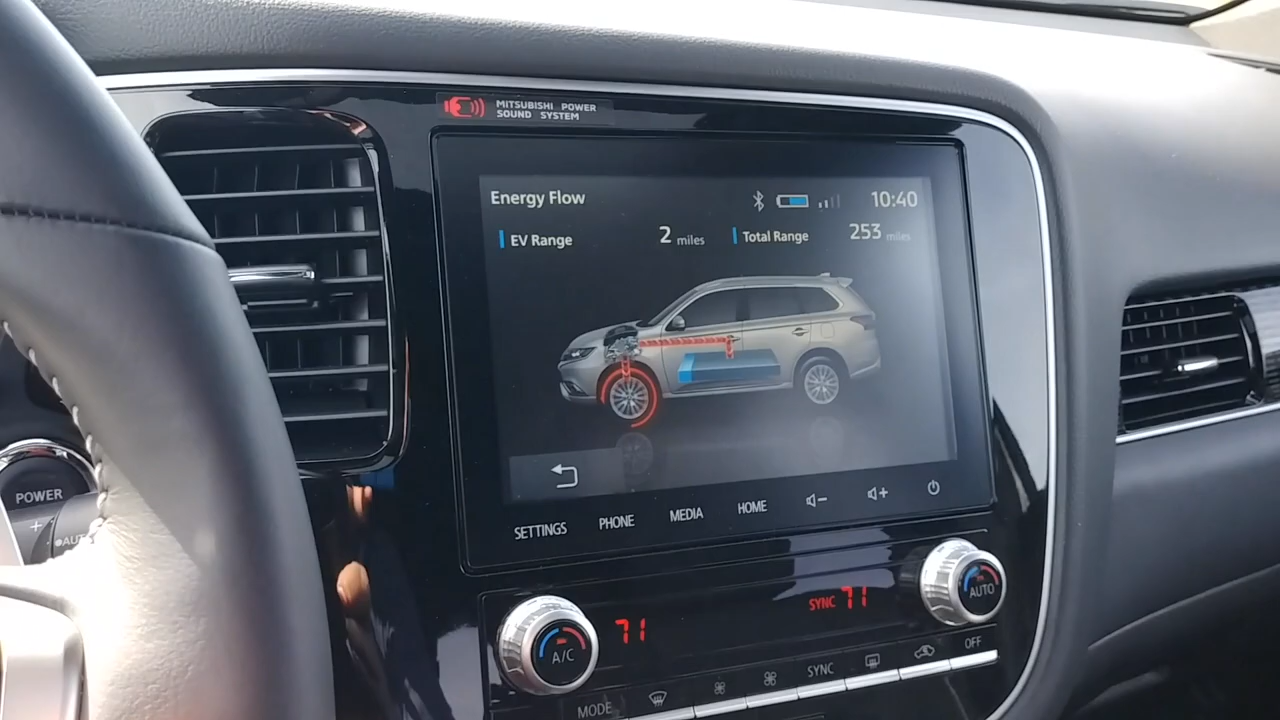 MITSUBISHI POWER
SOUND SYSTEM
Energy Flow
10:40
EV Range 2 miles
Total Range 253 miles
SETTINGS PHONE MEDIA HOME
POWER
+
AUTO
A/C
71
SYNC 71
AUTO
MODE
SYNC
OFF